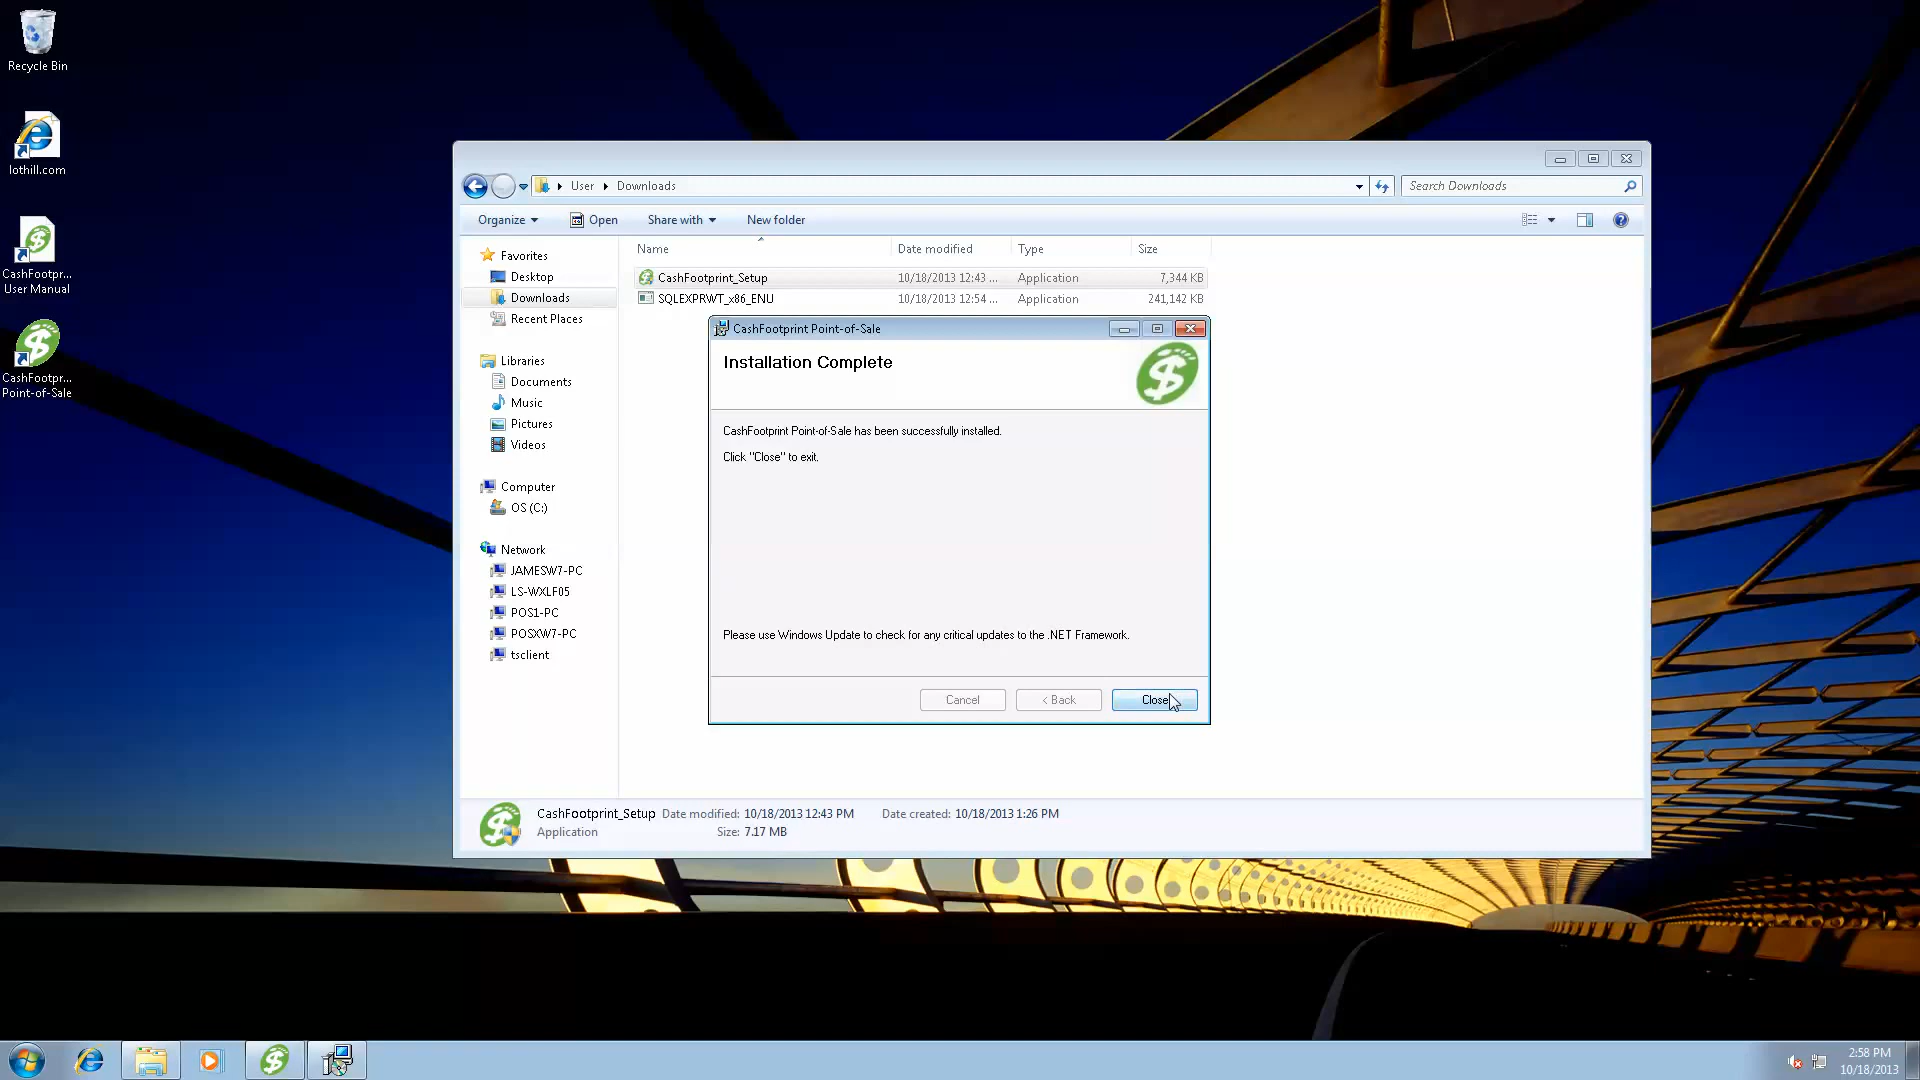 Recycle Bin
lothill.com
CashFootpr...
User Manual
CashFootpr...
Point-of-Sale
User
Downloads
Search Downloads
Organize
Open
Share with
New folder
Name
Date modified
Type
Size
CashFootprint_Setup
10/18/2013 12:43 ...
Application
7,344 KB
SQLEXPRWT_x86_ENU
10/18/2013 12:54 ...
Application
241,142 KB
Favorites
Desktop
Downloads
Recent Places
Libraries
Documents
Music
Pictures
Videos
Computer
OS (C:)
Network
JAMESW7-PC
LS-WXLF05
POS1-PC
POSXW7-PC
tsclient
CashFootprint Point-of-Sale
Installation Complete
CashFootprint Point-of-Sale has been successfully installed.
Click "Close" to exit.
Please use Windows Update to check for any critical updates to the .NET Framework.
Cancel
< Back
Close
CashFootprint_Setup Date modified: 10/18/2013 12:43 PM Date created: 10/18/2013 1:26 PM
Application Size: 7.17 MB
2:58 PM
10/18/2013